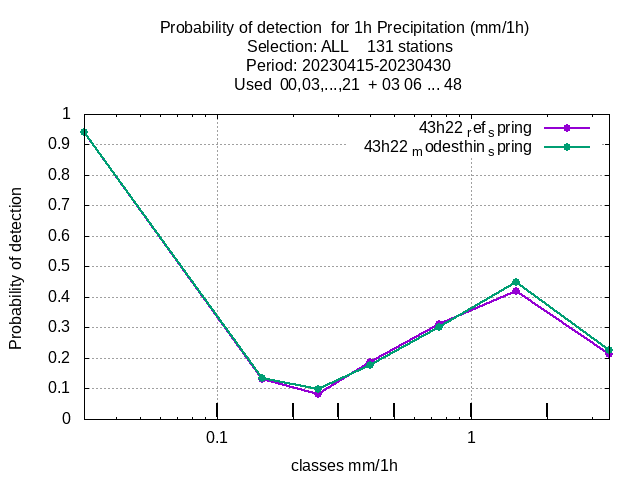 Probability of detection  for 1h Precipitation (mm/1h)
Selection: ALL    131 stations
Period: 20230415-20230430
Used  00,03,...,21  + 03 06 ... 48
1
0.9
0.8
0.7
0.6
0.5
0.4
0.3
0.2
0.1
0
Probability of detection
43h22 ref spring
43h22 modesthin spring
0.1
1
classes mm/1h